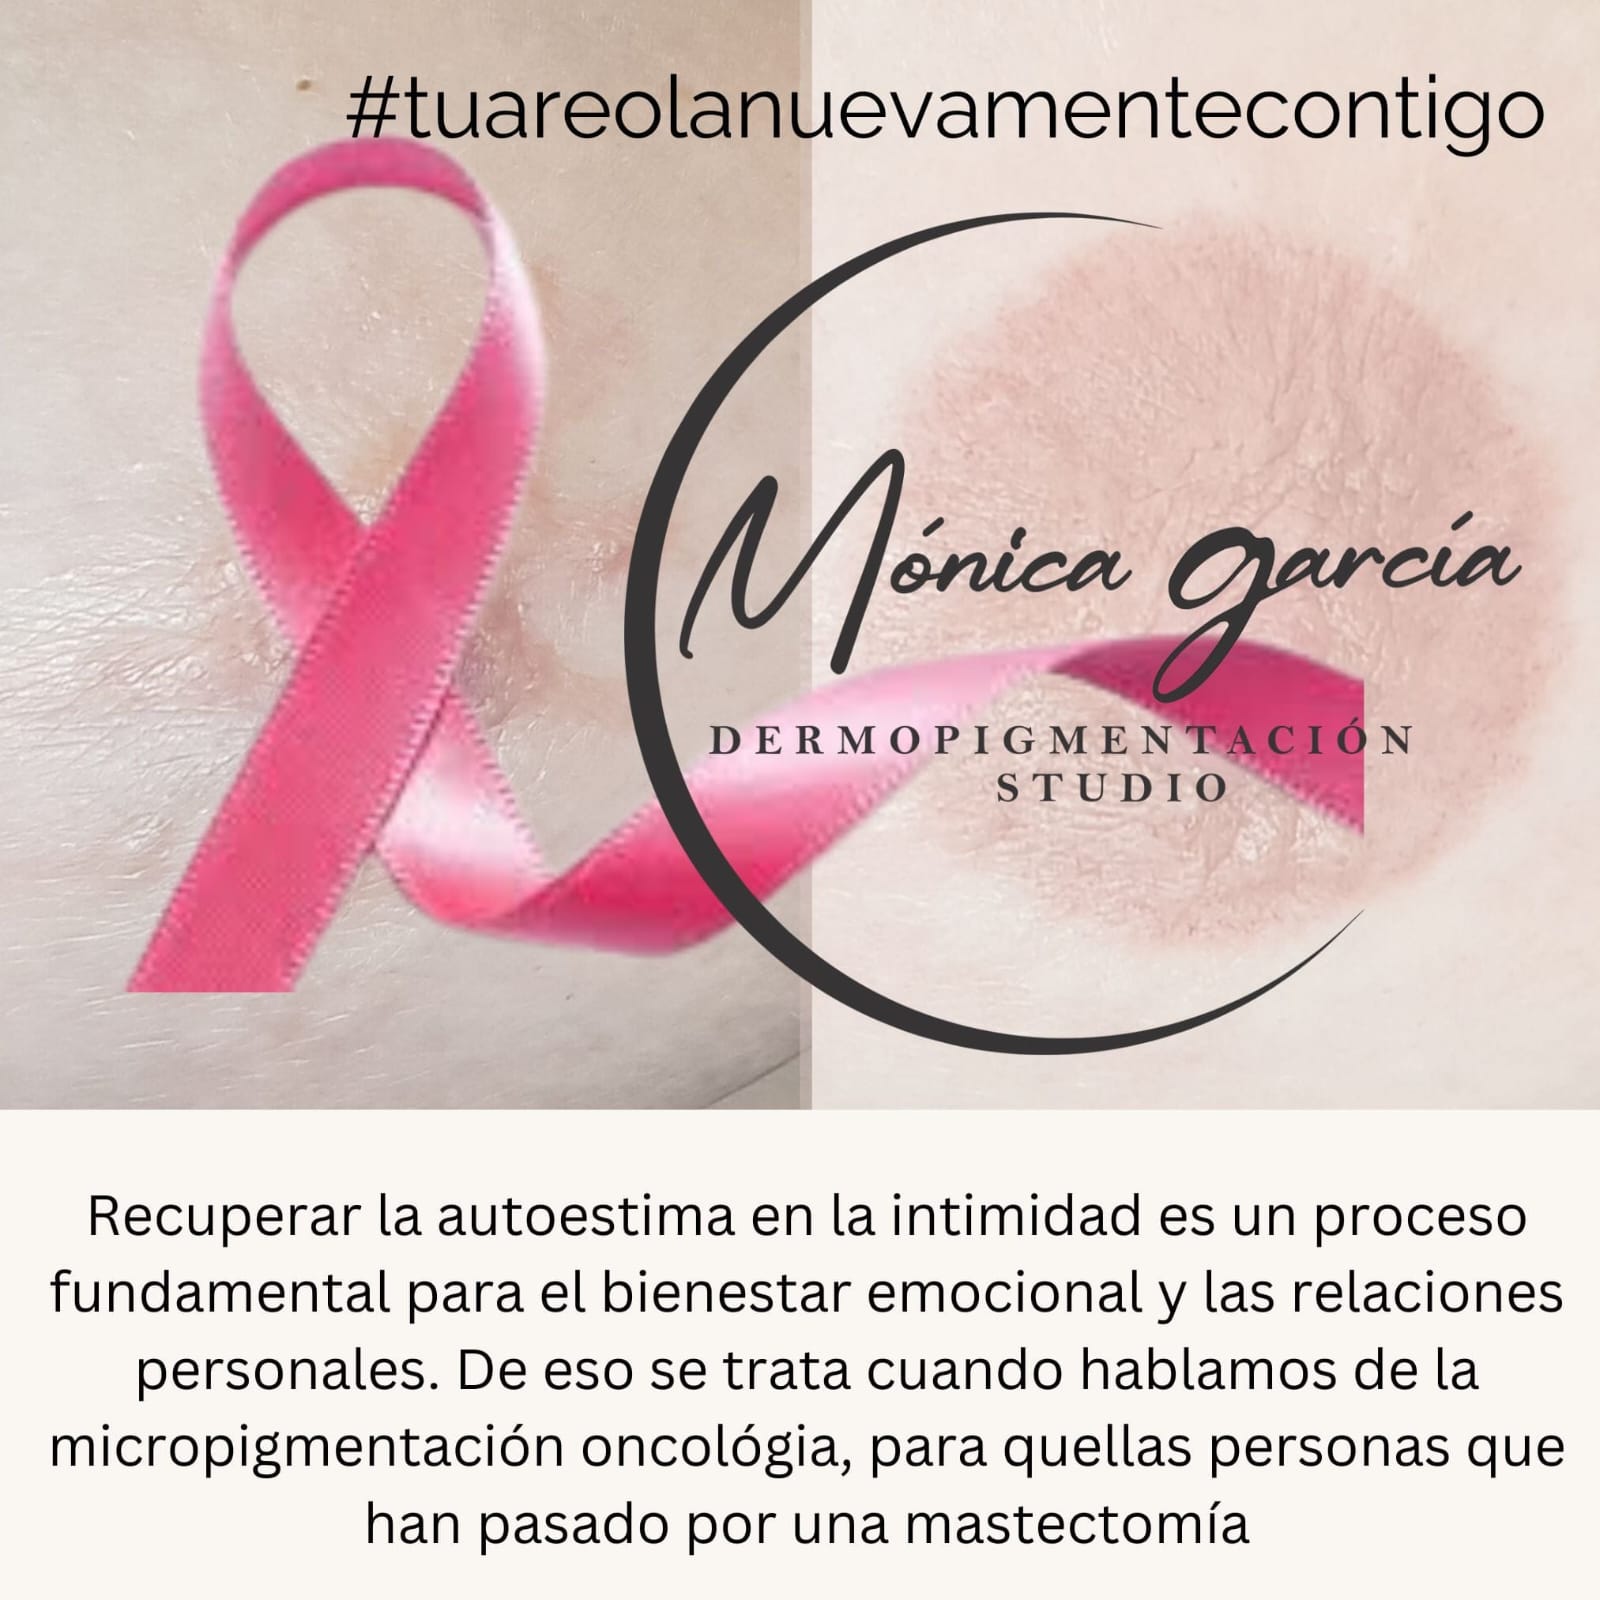 #tuareolanuevamentecontigo
Mónica García
DERMOPIGMENTACIÓN
STUDIO
Recuperar la autoestima en la intimidad es un proceso
fundamental para el bienestar emocional y las relaciones
personales. De eso se trata cuando hablamos de la
micropigmentación oncológia, para quellas personas que
han pasado por una mastectomía